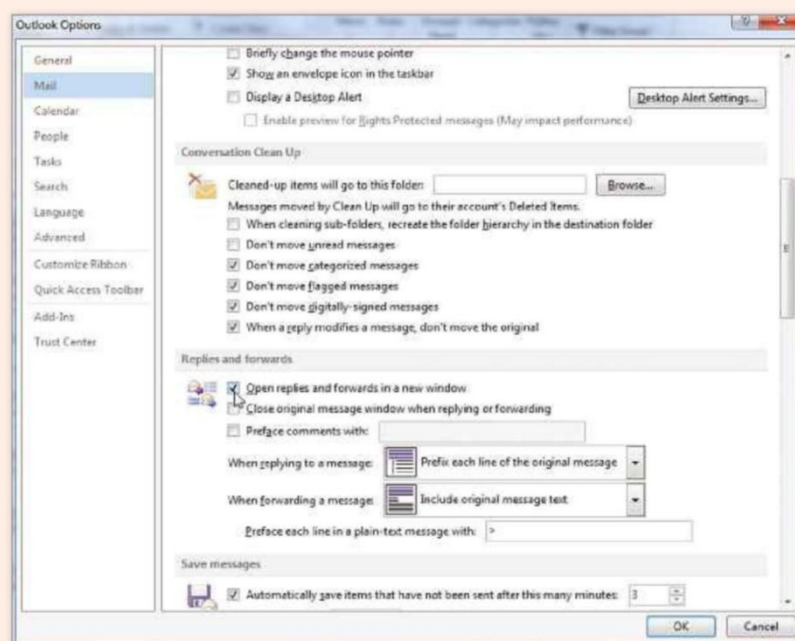 Outlook Options
General
Mail
Calendar
People
Tasks
Search
Language
Advanced
Customize Ribbon
Quick Access Toolbar
Add-Ins
Trust Center
Briefly change the mouse pointer
Show an envelope icon in the taskbar
Display a Desktop Alert
Desktop Alert Settings...
Enable preview for Rights Protected messages (May impact performance)
Conversation Clean Up
Cleaned-up items will go to this folder:
Browse...
Messages moved by Clean Up will go to their account's Deleted Items.
When cleaning sub-folders, recreate the folder hierarchy in the destination folder
Don't move unread messages
Don't move categorized messages
Don't move flagged messages
Don't move digitally-signed messages
When a reply modifies a message, don't move the original
Replies and forwards
Open replies and forwards in a new window
Close original message window when replying or forwarding
Preface comments with:
When replying to a message: Prefix each line of the original message
When forwarding a message: Include original message text
Preface each line in a plain-text message with: >
Save messages
Automatically save items that have not been sent after this many minutes: 3
OK Cancel